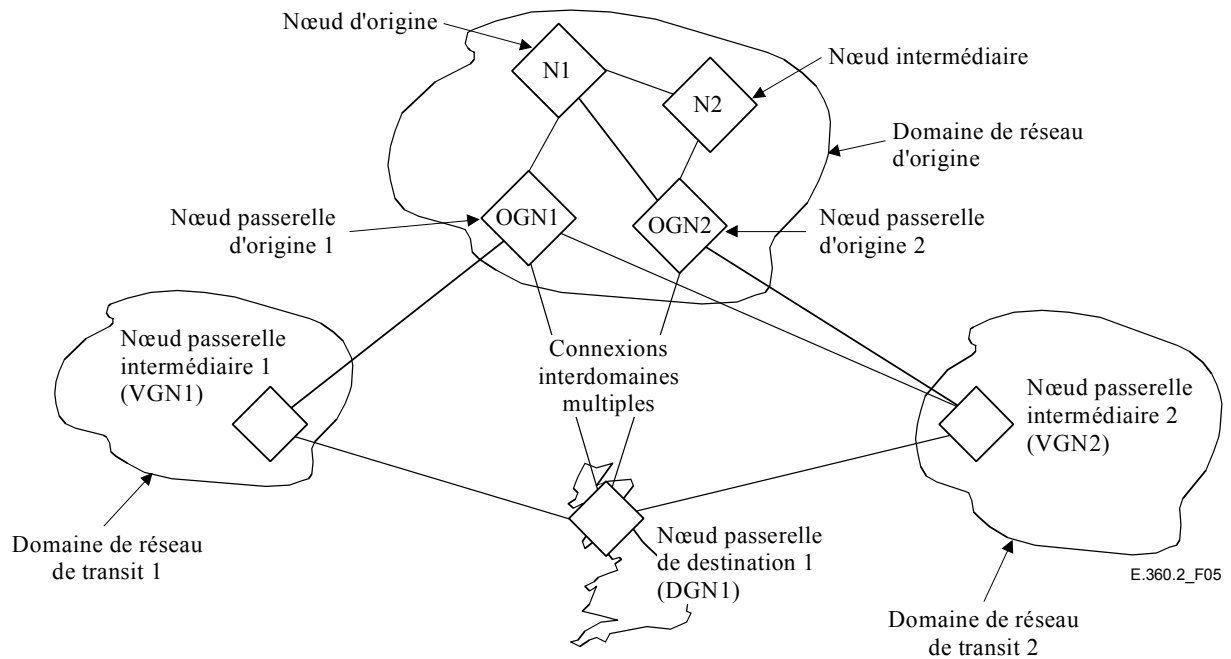 Nœud d'origine
N1
Nœud intermédiaire
N2
Domaine de réseau
d'origine
Nœud passerelle
d'origine 1
OGN1
OGN2
Nœud passerelle
d'origine 2
Nœud passerelle
intermédiaire 1
(VGN1)
Connexions
interdomaines
multiples
Nœud passerelle
intermédiaire 2
(VGN2)
Domaine de réseau
de transit 1
Nœud passerelle
de destination 1
(DGN1)
E.360.2_F05
Domaine de réseau
de transit 2